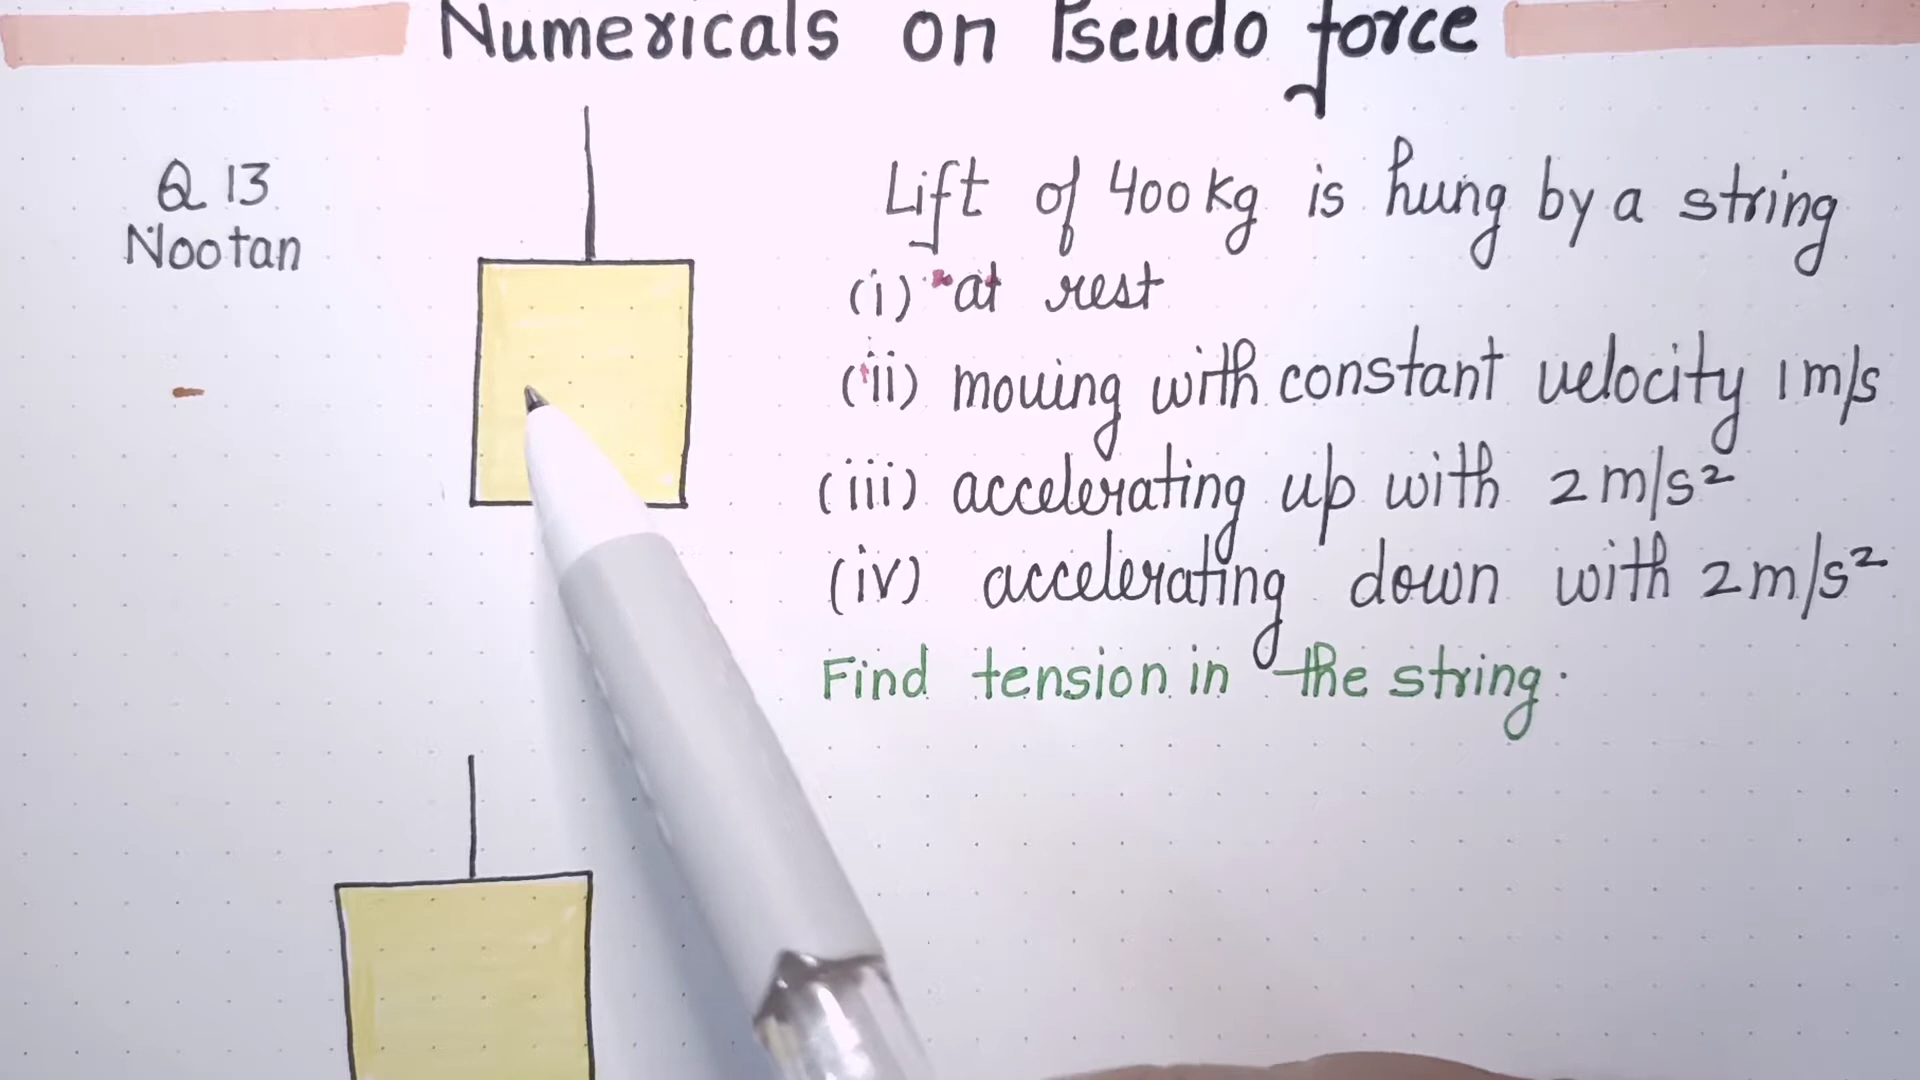 Numericals on Pseudo force
Q 13
Nootan
Lift of 400 kg is hung by a string
(i) at rest
(ii) moving with constant velocity 1 m/s
(iii) accelerating up with 2 m/s²
(iv) accelerating down with 2 m/s²
Find tension in the string.